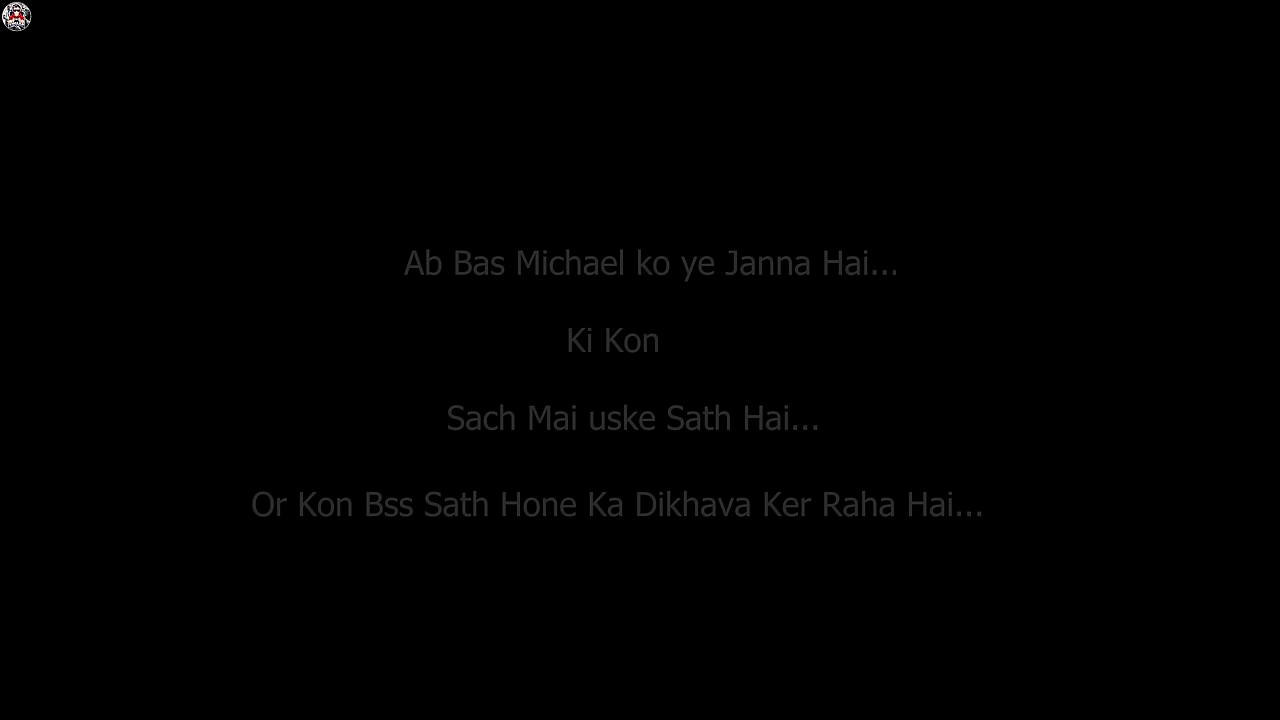 Ab Bas Michael ko ye Janna Hai...
Ki Kon
Sach Mai uske Sath Hai...
Or Kon Bss Sath Hone Ka Dikhava Ker Raha Hai...